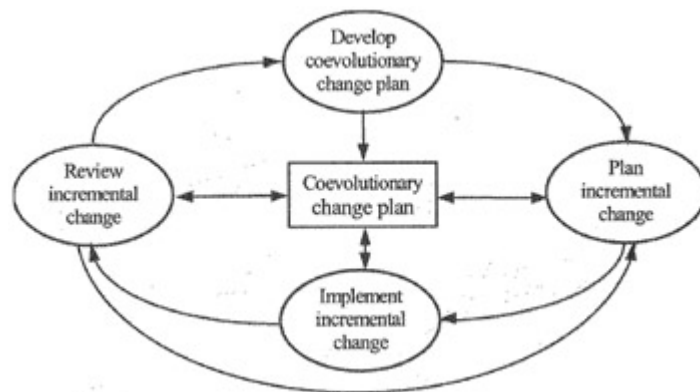 Develop
coevolutionary
change plan
Review
incremental
change
Coevolutionary
change plan
Plan
incremental
change
Implement
incremental
change